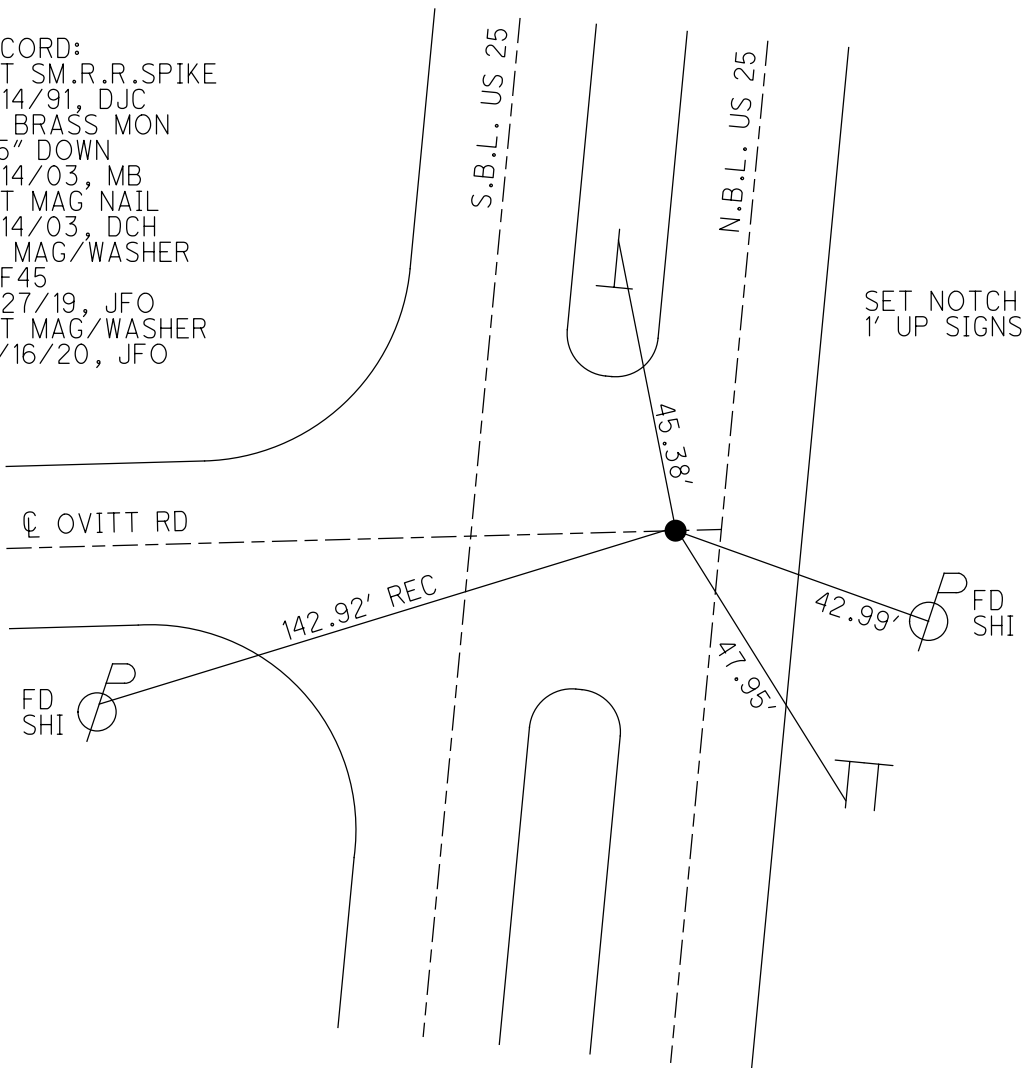 CORD:
T SM.R.R.SPIKE
14/91, DJC
BRASS MON
5" DOWN
14/03, MB
T MAG NAIL
14/03, DCH
MAG/WASHER
F45
27/19, JFO
T MAG/WASHER
/16/20, JFO
S.B.L. US 25
N.B.L. US 25
SET NOTCH
1' UP SIGNS
45.38'
℄ OVITT RD
142.92' REC
42.99'
FD
SHI
47.95'
FD
SHI